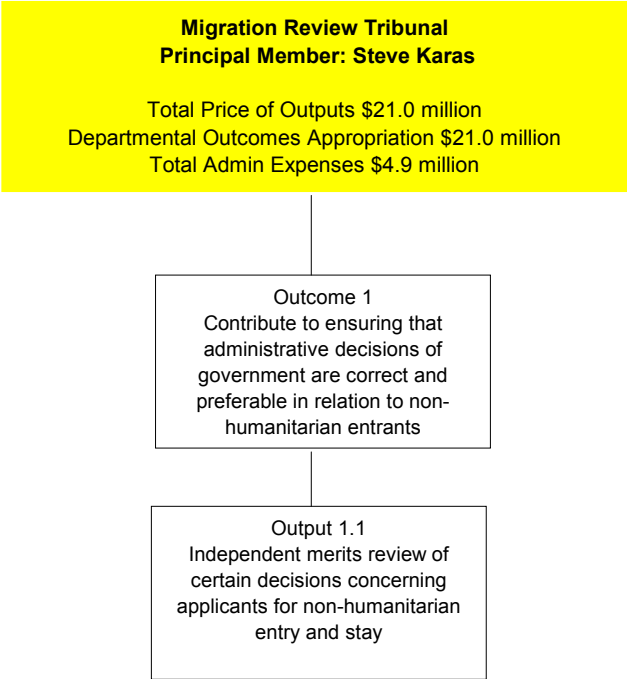 Migration Review Tribunal
Principal Member: Steve Karas
Total Price of Outputs $21.0 million
Departmental Outcomes Appropriation $21.0 million
Total Admin Expenses $4.9 million
Outcome 1
Contribute to ensuring that
administrative decisions of
government are correct and
preferable in relation to non-
humanitarian entrants
Output 1.1
Independent merits review of
certain decisions concerning
applicants for non-humanitarian
entry and stay